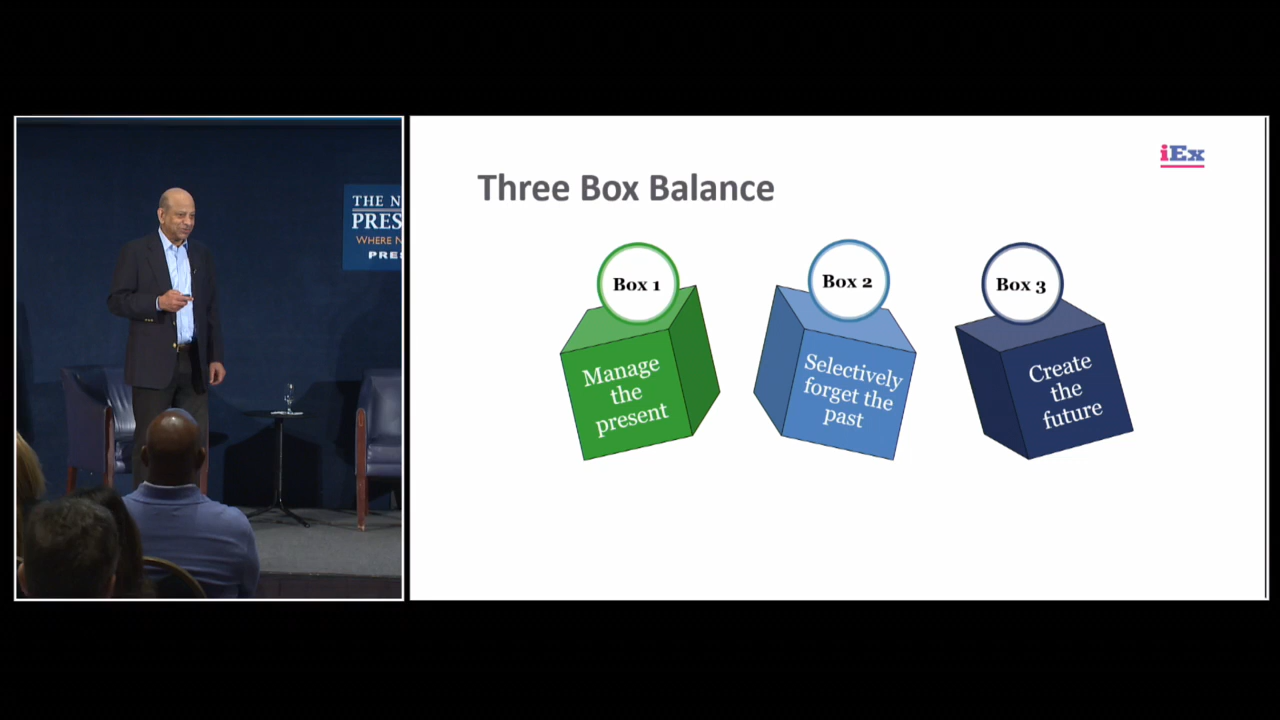 THE N
PRES
WHERE N
PRE
iEx
Three Box Balance
Box 1
Manage
the
present
Box 2
Selectively
forget the
past
Box 3
Create
the
future